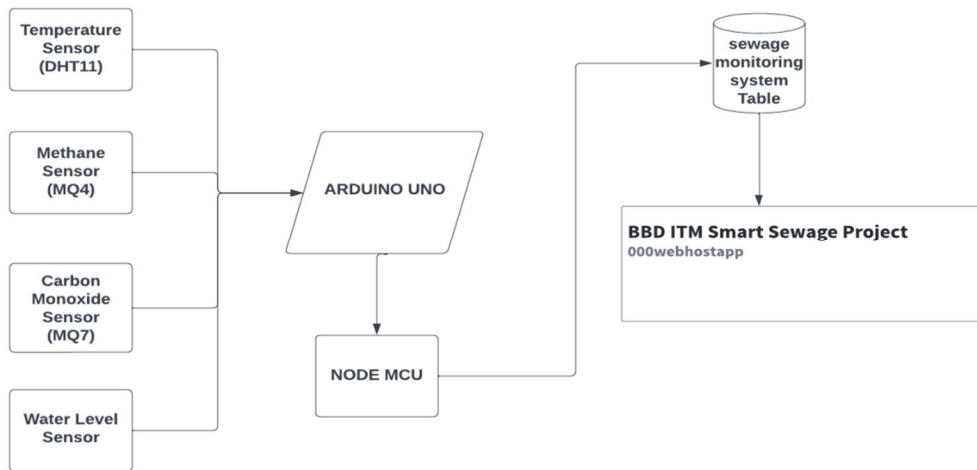 Temperature
Sensor
(DHT11)
Methane
Sensor
(MQ4)
Carbon
Monoxide
Sensor
(MQ7)
Water Level
Sensor
ARDUINO UNO
NODE MCU
sewage
monitoring
system
Table
BBD ITM Smart Sewage Project
000webhostapp